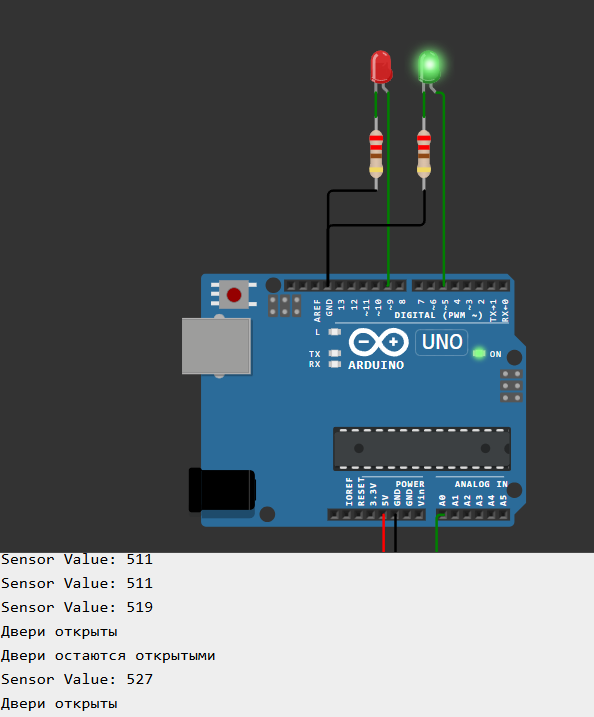 AREF
GND
13
12
~11
~10
~9
8
7
~6
~5
4
~3
2
TX→1
RX←0
DIGITAL (PWM ~)
L
TX
RX
UNO
ON
ARDUINO
IOREF
RESET
3.3V
5V
GND
GND
Vin
POWER
ANALOG IN
A0
A1
A2
A3
A4
A5
Sensor Value: 511
Sensor Value: 511
Sensor Value: 519
Двери открыты
Двери остаются открытыми
Sensor Value: 527
Двери открыты